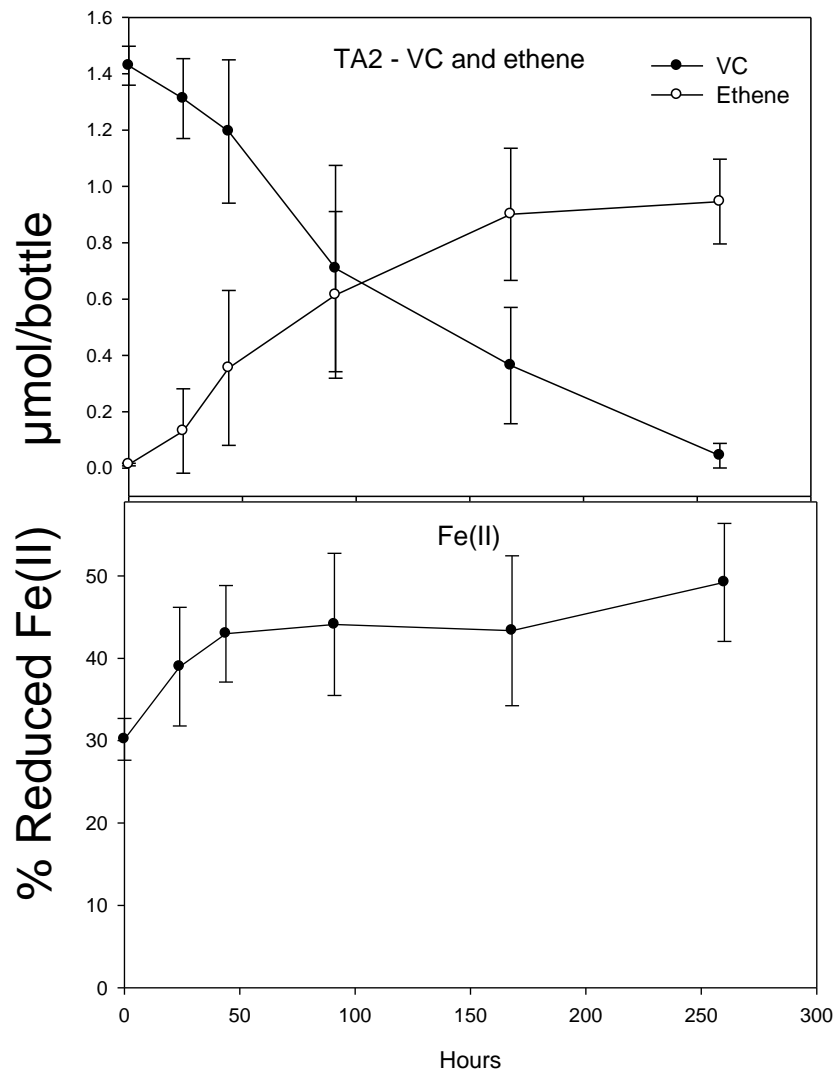 TA2 - VC and ethene
VC
Ethene
µmol/bottle
1.6
1.4
1.2
1.0
0.8
0.6
0.4
0.2
0.0
Fe(II)
% Reduced Fe(II)
50
40
30
20
10
0
0 50 100 150 200 250 300
Hours